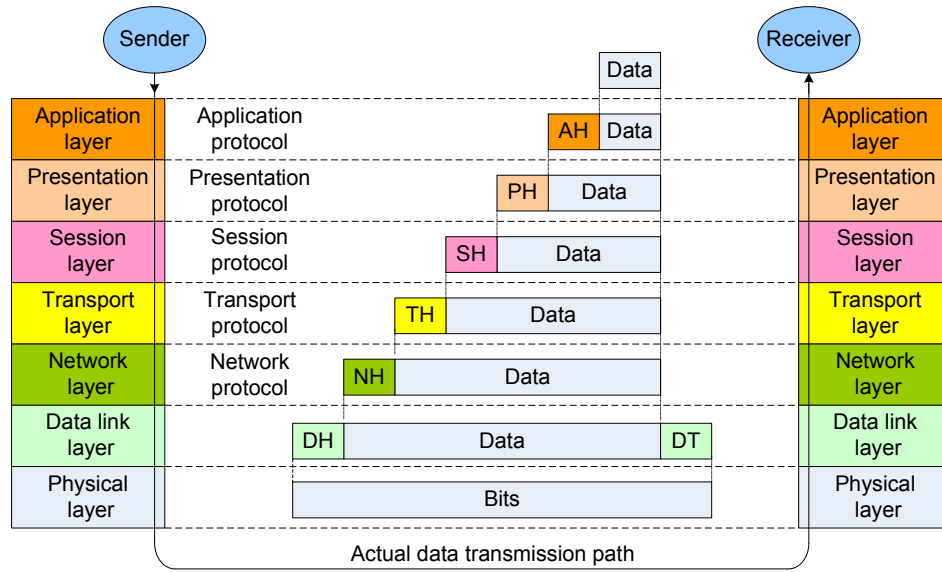 Sender
Receiver
Data
Application
layer
Application
protocol
AH
Data
Application
layer
Presentation
layer
Presentation
protocol
PH
Data
Presentation
layer
Session
layer
Session
protocol
SH
Data
Session
layer
Transport
layer
Transport
protocol
TH
Data
Transport
layer
Network
layer
Network
protocol
NH
Data
Network
layer
Data link
layer
DH
Data
DT
Data link
layer
Physical
layer
Bits
Physical
layer
Actual data transmission path